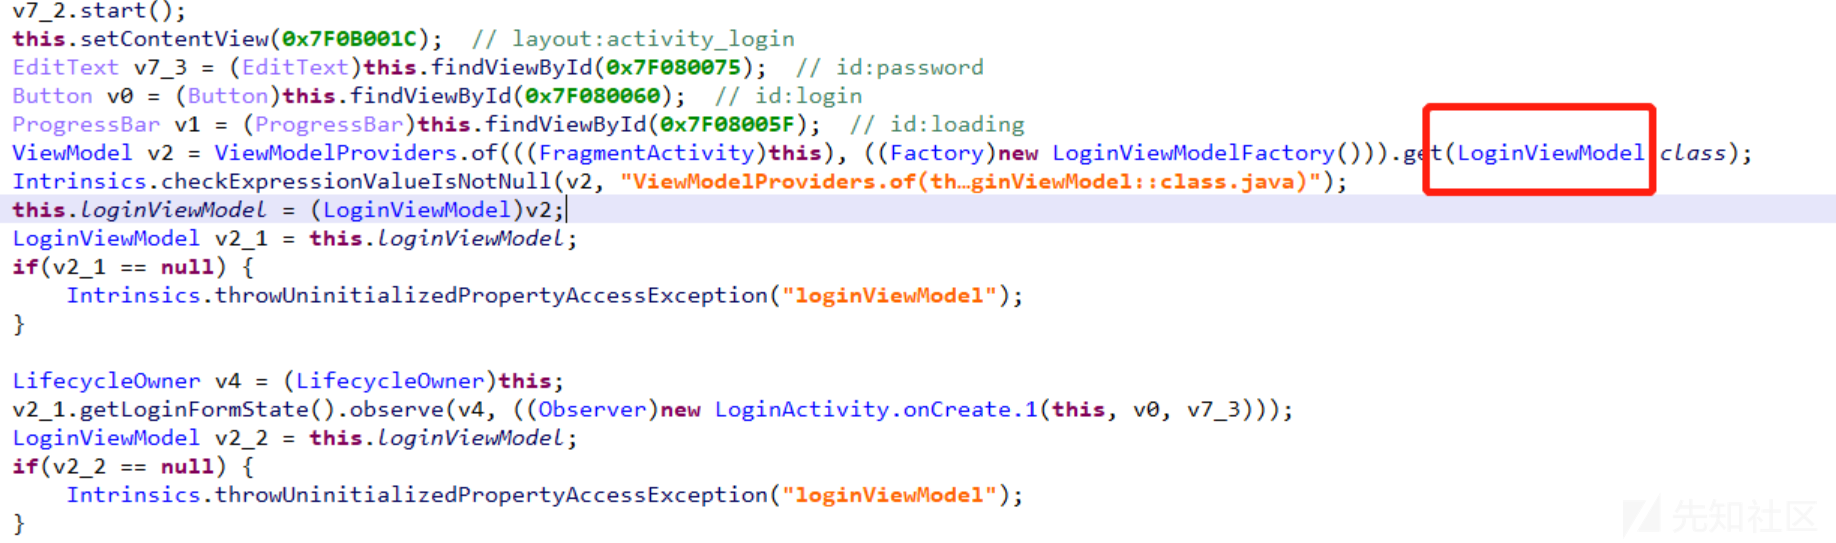 v7_2.start();
this.setContentView(0x7F0B001C);  // layout:activity_login
EditText v7_3 = (EditText)this.findViewById(0x7F080075);  // id:password
Button v0 = (Button)this.findViewById(0x7F080060);  // id:login
ProgressBar v1 = (ProgressBar)this.findViewById(0x7F08005F);  // id:loading
ViewModel v2 = ViewModelProviders.of(((FragmentActivity)this), ((Factory)new LoginViewModelFactory())).get(LoginViewModel.class);
Intrinsics.checkExpressionValueIsNotNull(v2, "ViewModelProviders.of(th…ginViewModel::class.java)");
this.loginViewModel = (LoginViewModel)v2;
LoginViewModel v2_1 = this.loginViewModel;
if(v2_1 == null) {
    Intrinsics.throwUninitializedPropertyAccessException("loginViewModel");
}
LifecycleOwner v4 = (LifecycleOwner)this;
v2_1.getLoginFormState().observe(v4, ((Observer)new LoginActivity.onCreate.1(this, v0, v7_3)));
LoginViewModel v2_2 = this.loginViewModel;
if(v2_2 == null) {
    Intrinsics.throwUninitializedPropertyAccessException("loginViewModel");
}
先知社区